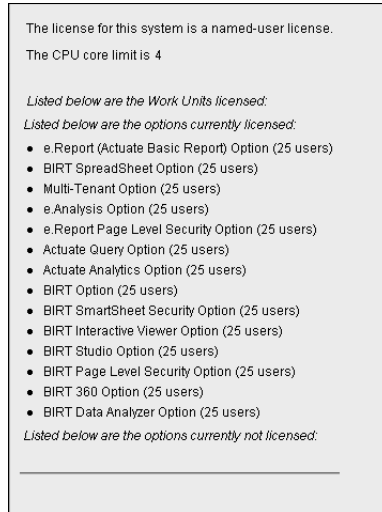 The license for this system is a named-user license.
The CPU core limit is 4
Listed below are the Work Units licensed:
Listed below are the options currently licensed:
• e.Report (Actuate Basic Report) Option (25 users)
• BIRT SpreadSheet Option (25 users)
• Multi-Tenant Option (25 users)
• e.Analysis Option (25 users)
• e.Report Page Level Security Option (25 users)
• Actuate Query Option (25 users)
• Actuate Analytics Option (25 users)
• BIRT Option (25 users)
• BIRT SmartSheet Security Option (25 users)
• BIRT Interactive Viewer Option (25 users)
• BIRT Studio Option (25 users)
• BIRT Page Level Security Option (25 users)
• BIRT 360 Option (25 users)
• BIRT Data Analyzer Option (25 users)
Listed below are the options currently not licensed: